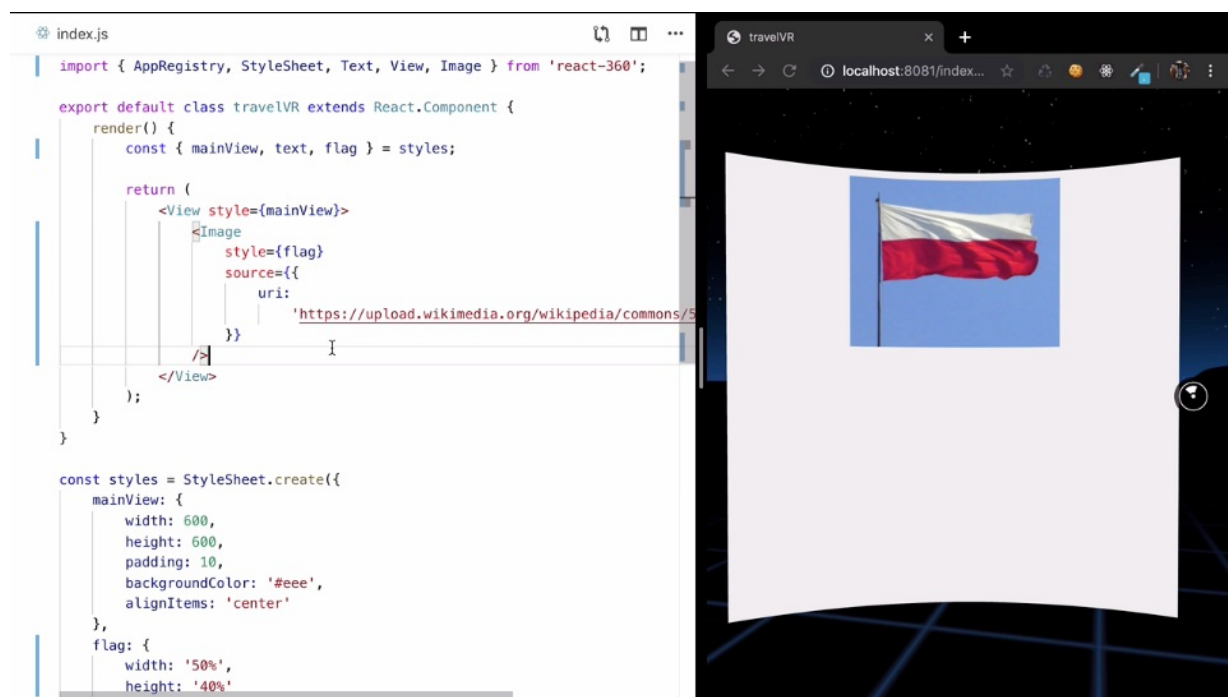 index.js
import { AppRegistry, StyleSheet, Text, View, Image } from 'react-360';
export default class travelVR extends React.Component {
render() {
const { mainView, text, flag } = styles;
return (
<View style={mainView}>
<Image
style={flag}
source={{
uri:
'https://upload.wikimedia.org/wikipedia/commons/5
}}
/>
</View>
);
}
}
const styles = StyleSheet.create({
mainView: {
width: 600,
height: 600,
padding: 10,
backgroundColor: '#eee',
alignItems: 'center'
},
flag: {
width: '50%',
height: '40%'
travelVR
localhost:8081/index...